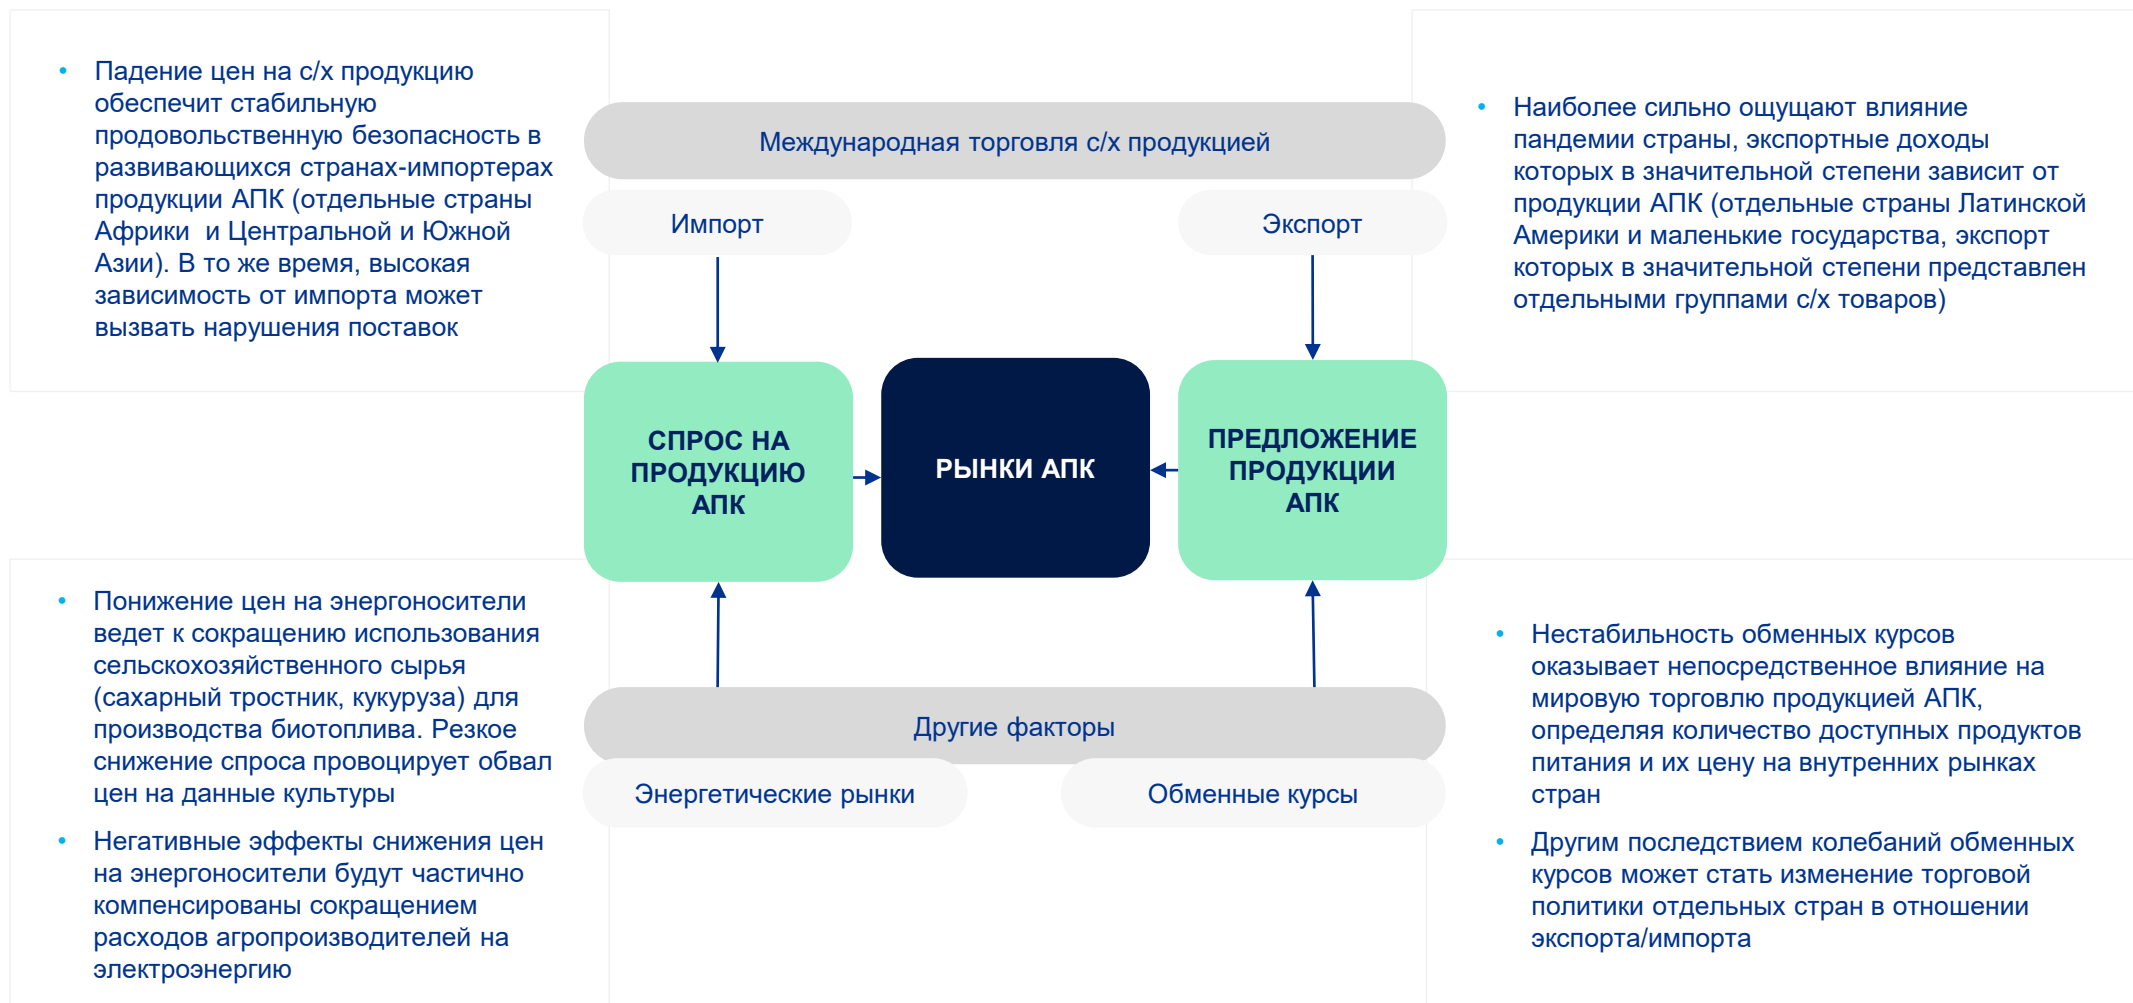 • Падение цен на с/х продукцию
обеспечит стабильную
продовольственную безопасность в
развивающихся странах-импортерах
продукции АПК (отдельные страны
Африки  и Центральной и Южной
Азии). В то же время, высокая
зависимость от импорта может
вызвать нарушения поставок
Международная торговля с/х продукцией
Импорт
Экспорт
• Наиболее сильно ощущают влияние
пандемии страны, экспортные доходы
которых в значительной степени зависит от
продукции АПК (отдельные страны Латинской
Америки и маленькие государства, экспорт
которых в значительной степени представлен
отдельными группами с/х товаров)
СПРОС НА
ПРОДУКЦИЮ
АПК
РЫНКИ АПК
ПРЕДЛОЖЕНИЕ
ПРОДУКЦИИ
АПК
• Понижение цен на энергоносители
ведет к сокращению использования
сельскохозяйственного сырья
(сахарный тростник, кукуруза) для
производства биотоплива. Резкое
снижение спроса провоцирует обвал
цен на данные культуры
• Негативные эффекты снижения цен
на энергоносители будут частично
компенсированы сокращением
расходов агропроизводителей на
электроэнергию
Другие факторы
Энергетические рынки
Обменные курсы
• Нестабильность обменных курсов
оказывает непосредственное влияние на
мировую торговлю продукцией АПК,
определяя количество доступных продуктов
питания и их цену на внутренних рынках
стран
• Другим последствием колебаний обменных
курсов может стать изменение торговой
политики отдельных стран в отношении
экспорта/импорта